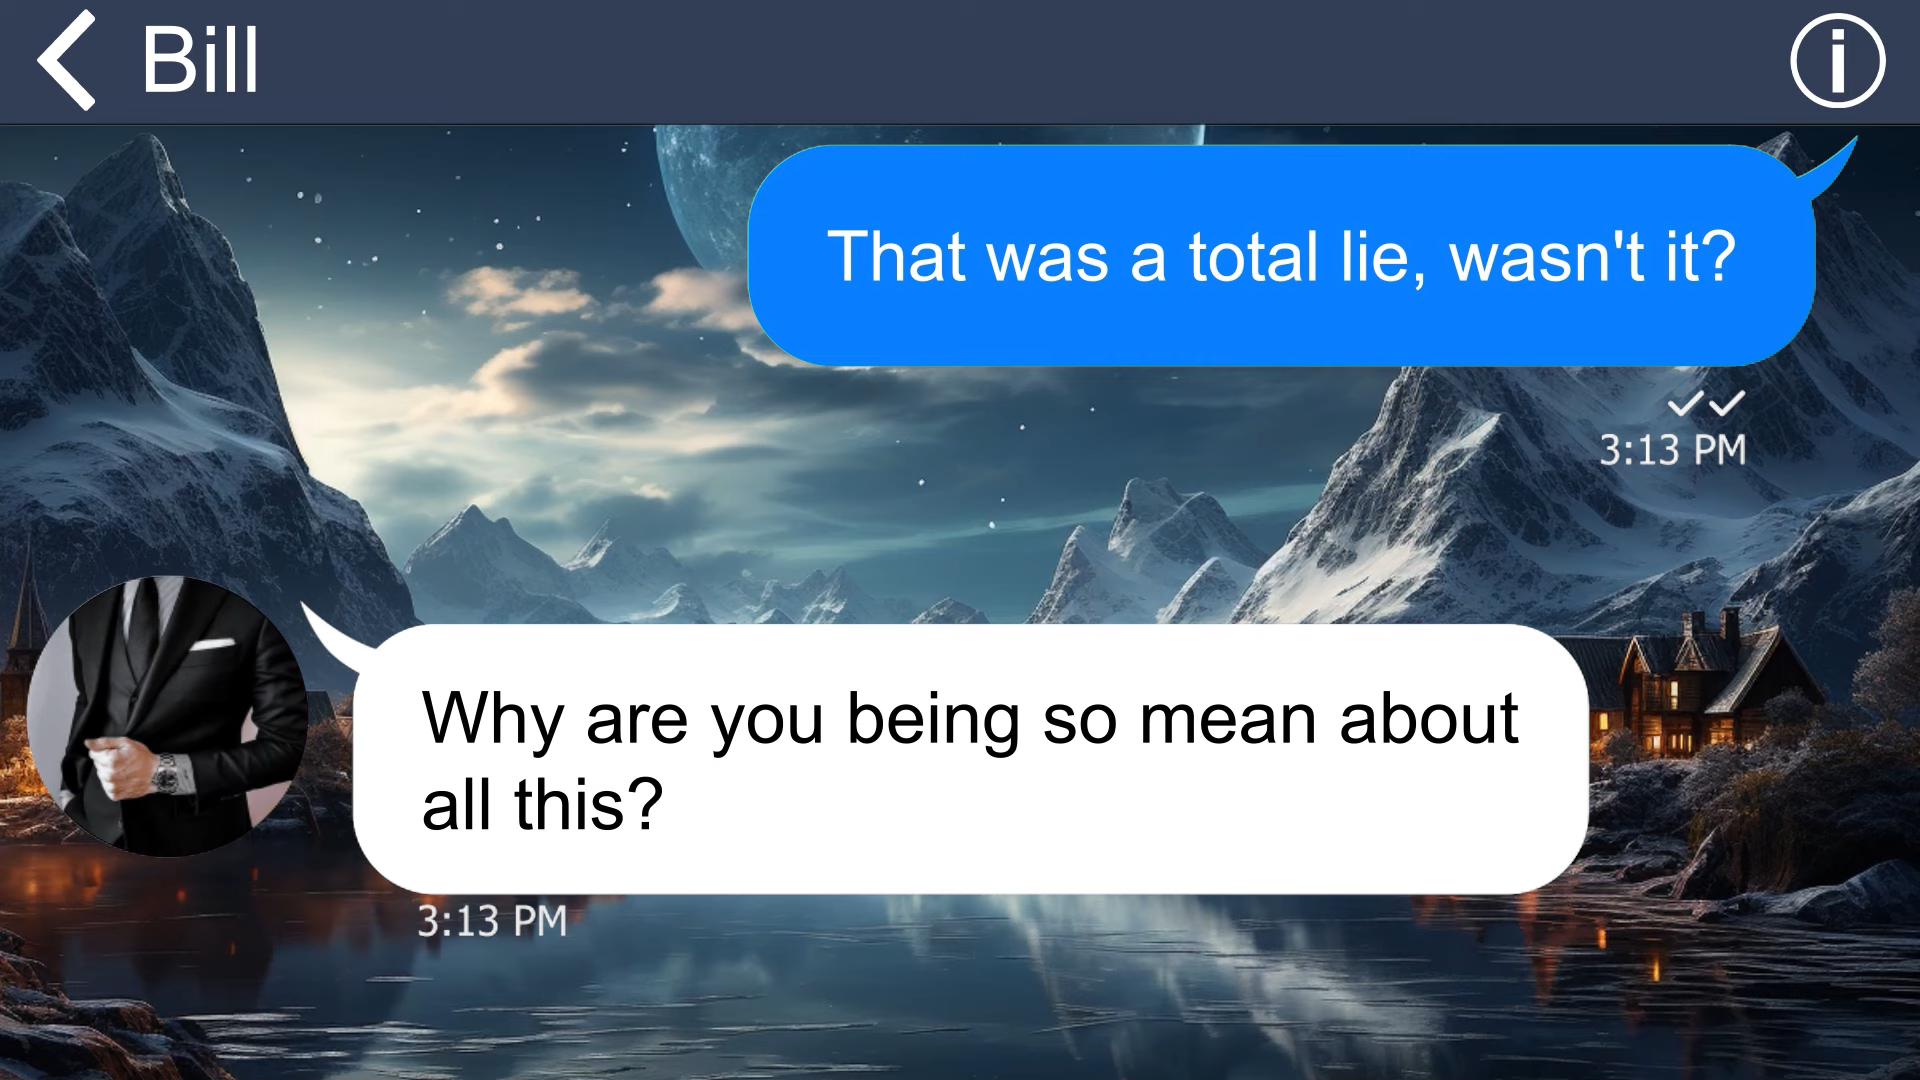 Bill
That was a total lie, wasn't it?
3:13 PM
Why are you being so mean about
all this?
3:13 PM